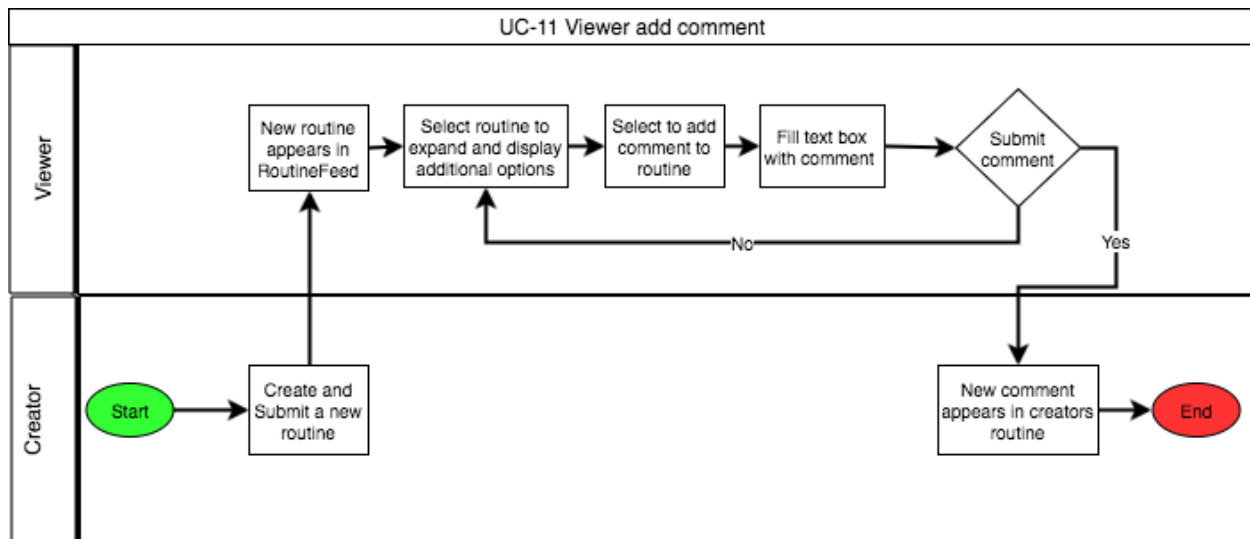 UC-11 Viewer add comment
Viewer
New routine
appears in
RoutineFeed
Select routine to
expand and display
additional options
Select to add
comment to
routine
Fill text box
with comment
Submit
comment
No
Yes
Creator
Start
Create and
Submit a new
routine
New comment
appears in creators
routine
End